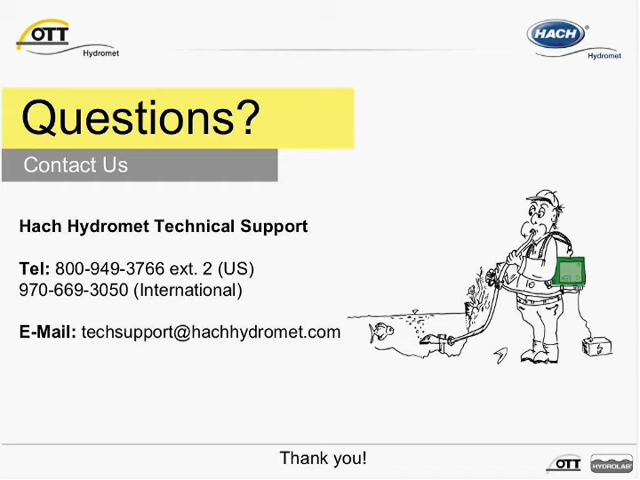 OTT
Hydromet
HACH®
Hydromet
Questions?
Contact Us
Hach Hydromet Technical Support
Tel: 800-949-3766 ext. 2 (US)
970-669-3050 (International)
E-Mail: techsupport@hachhydromet.com
Thank you!
OTT
HYDROLAB